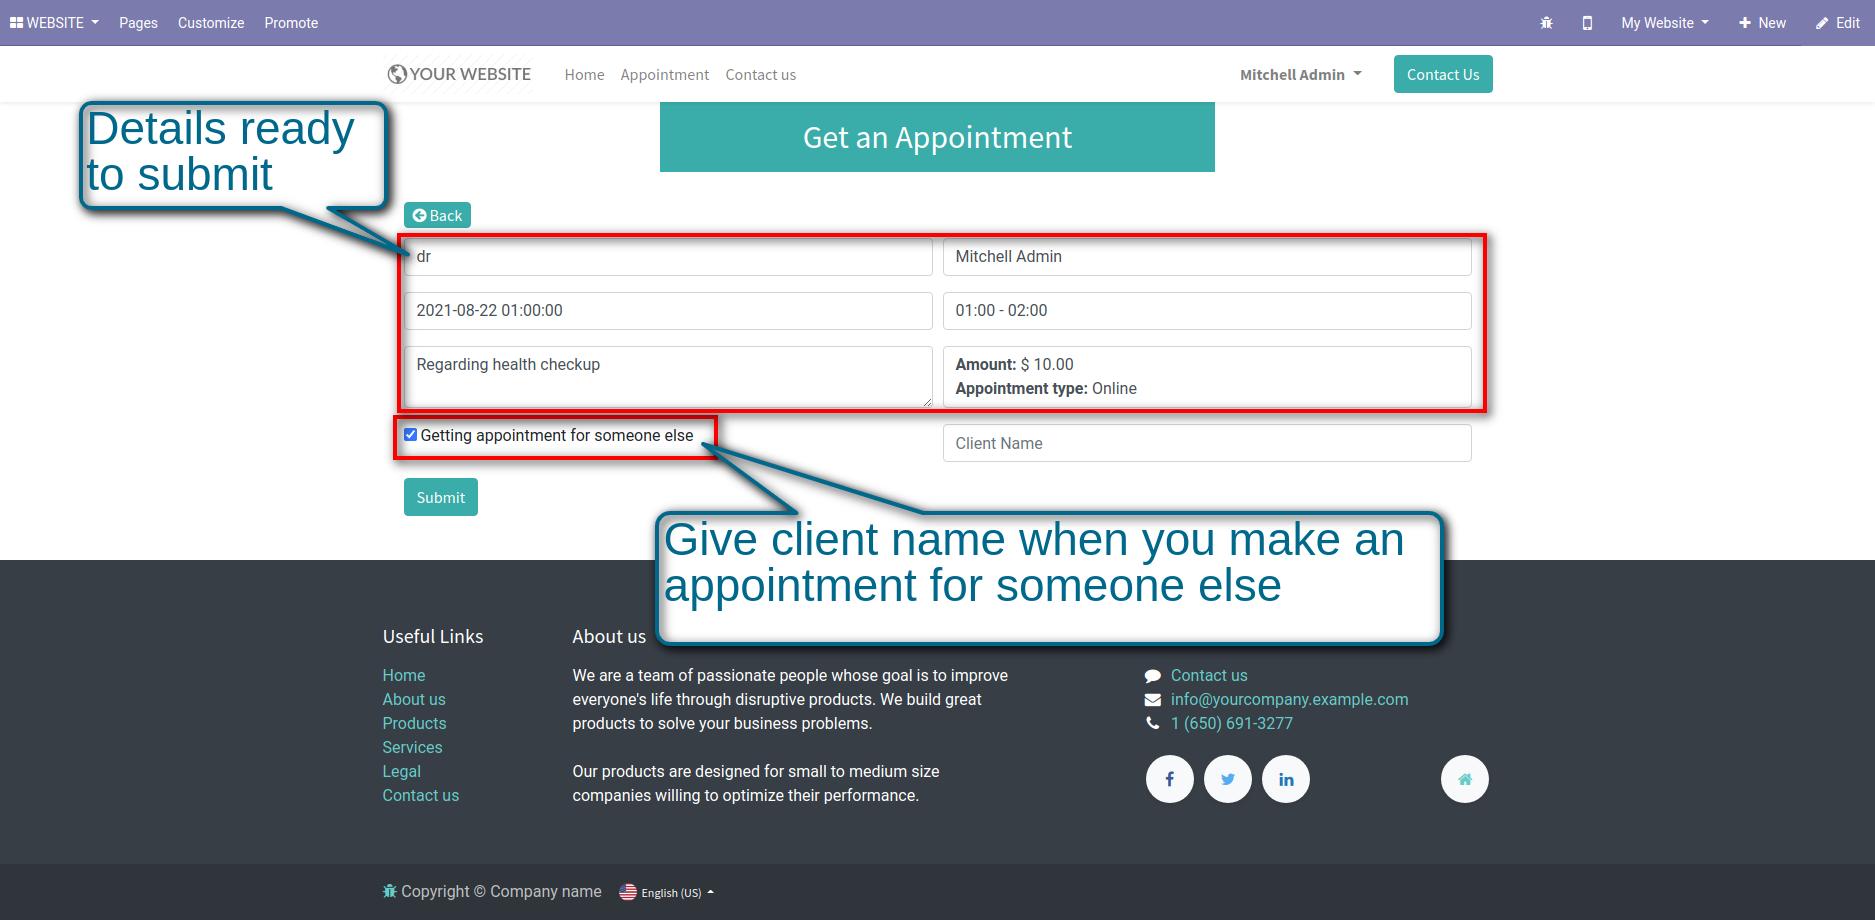 WEBSITE Pages Customize Promote My Website New Edit
YOUR WEBSITE Home Appointment Contact us Mitchell Admin Contact Us
Details ready
to submit
Get an Appointment
Back
dr
Mitchell Admin
2021-08-22 01:00:00
01:00 - 02:00
Regarding health checkup
Amount: $ 10.00
Appointment type: Online
Getting appointment for someone else
Client Name
Submit
Give client name when you make an
appointment for someone else
Useful Links
Home
About us
Products
Services
Legal
Contact us
About us
We are a team of passionate people whose goal is to improve
everyone's life through disruptive products. We build great
products to solve your business problems.
Our products are designed for small to medium size
companies willing to optimize their performance.
Contact us
info@yourcompany.example.com
1 (650) 691-3277
Copyright © Company name English (US)